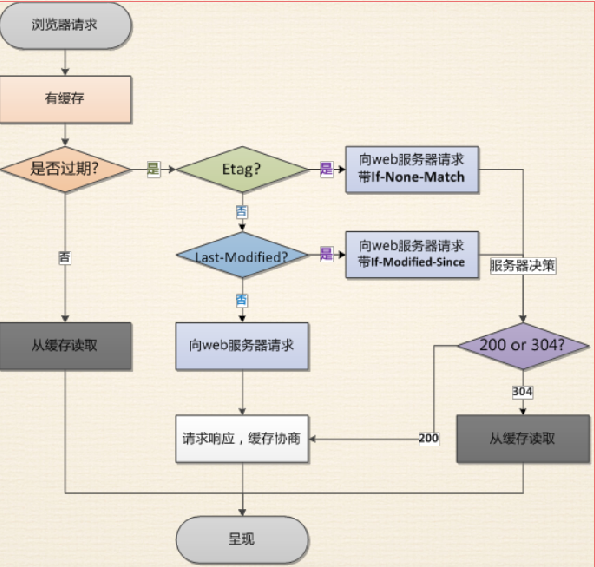 浏览器请求
有缓存
是否过期?
是
Etag?
是
向web服务器请求
带If-None-Match
否
否
Last-Modified?
是
向web服务器请求
带If-Modified-Since
服务器决策
否
从缓存读取
向web服务器请求
200 or 304?
304
请求响应，缓存协商
200
从缓存读取
呈现